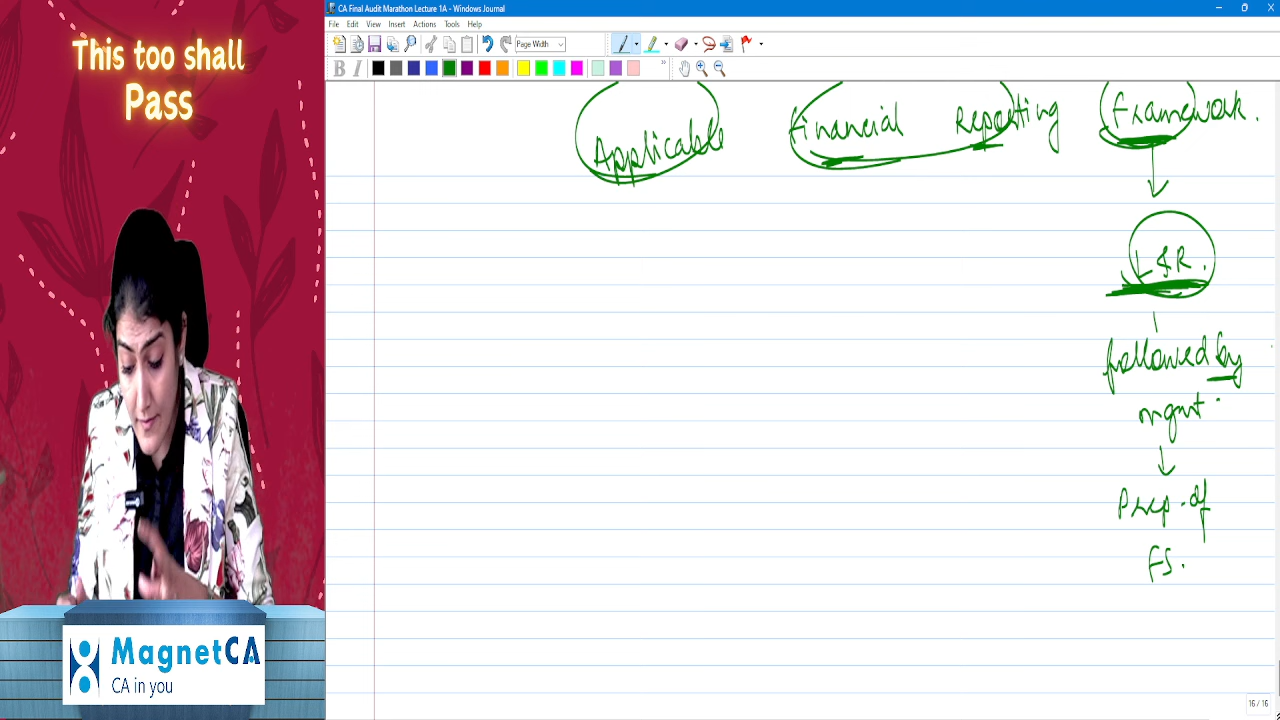 CA Final Audit Marathon Lecture 1A - Windows Journal
File Edit View Insert Actions Tools Help
Page Width
B I
This too shall
Pass
Applicable Financial Reporting Framework.
L&R.
followed by
mgmt.
Prep. of
FS.
MagnetCA
CA in you
16 / 16